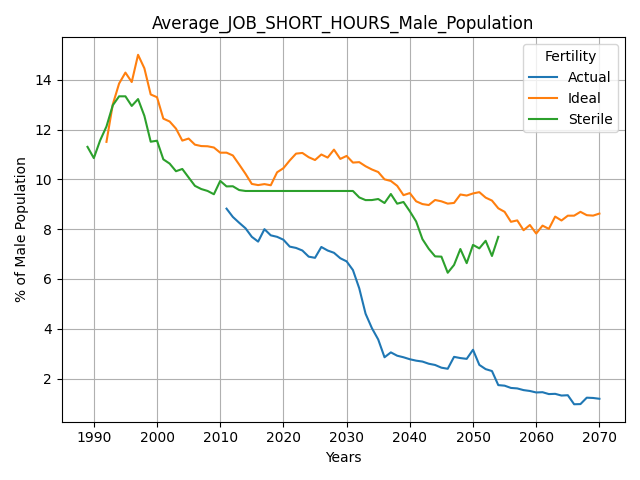 Average_JOB_SHORT_HOURS_Male_Population
Fertility
Actual
Ideal
Sterile
% of Male Population
14
12
10
8
6
4
2
1990 2000 2010 2020 2030 2040 2050 2060 2070
Years